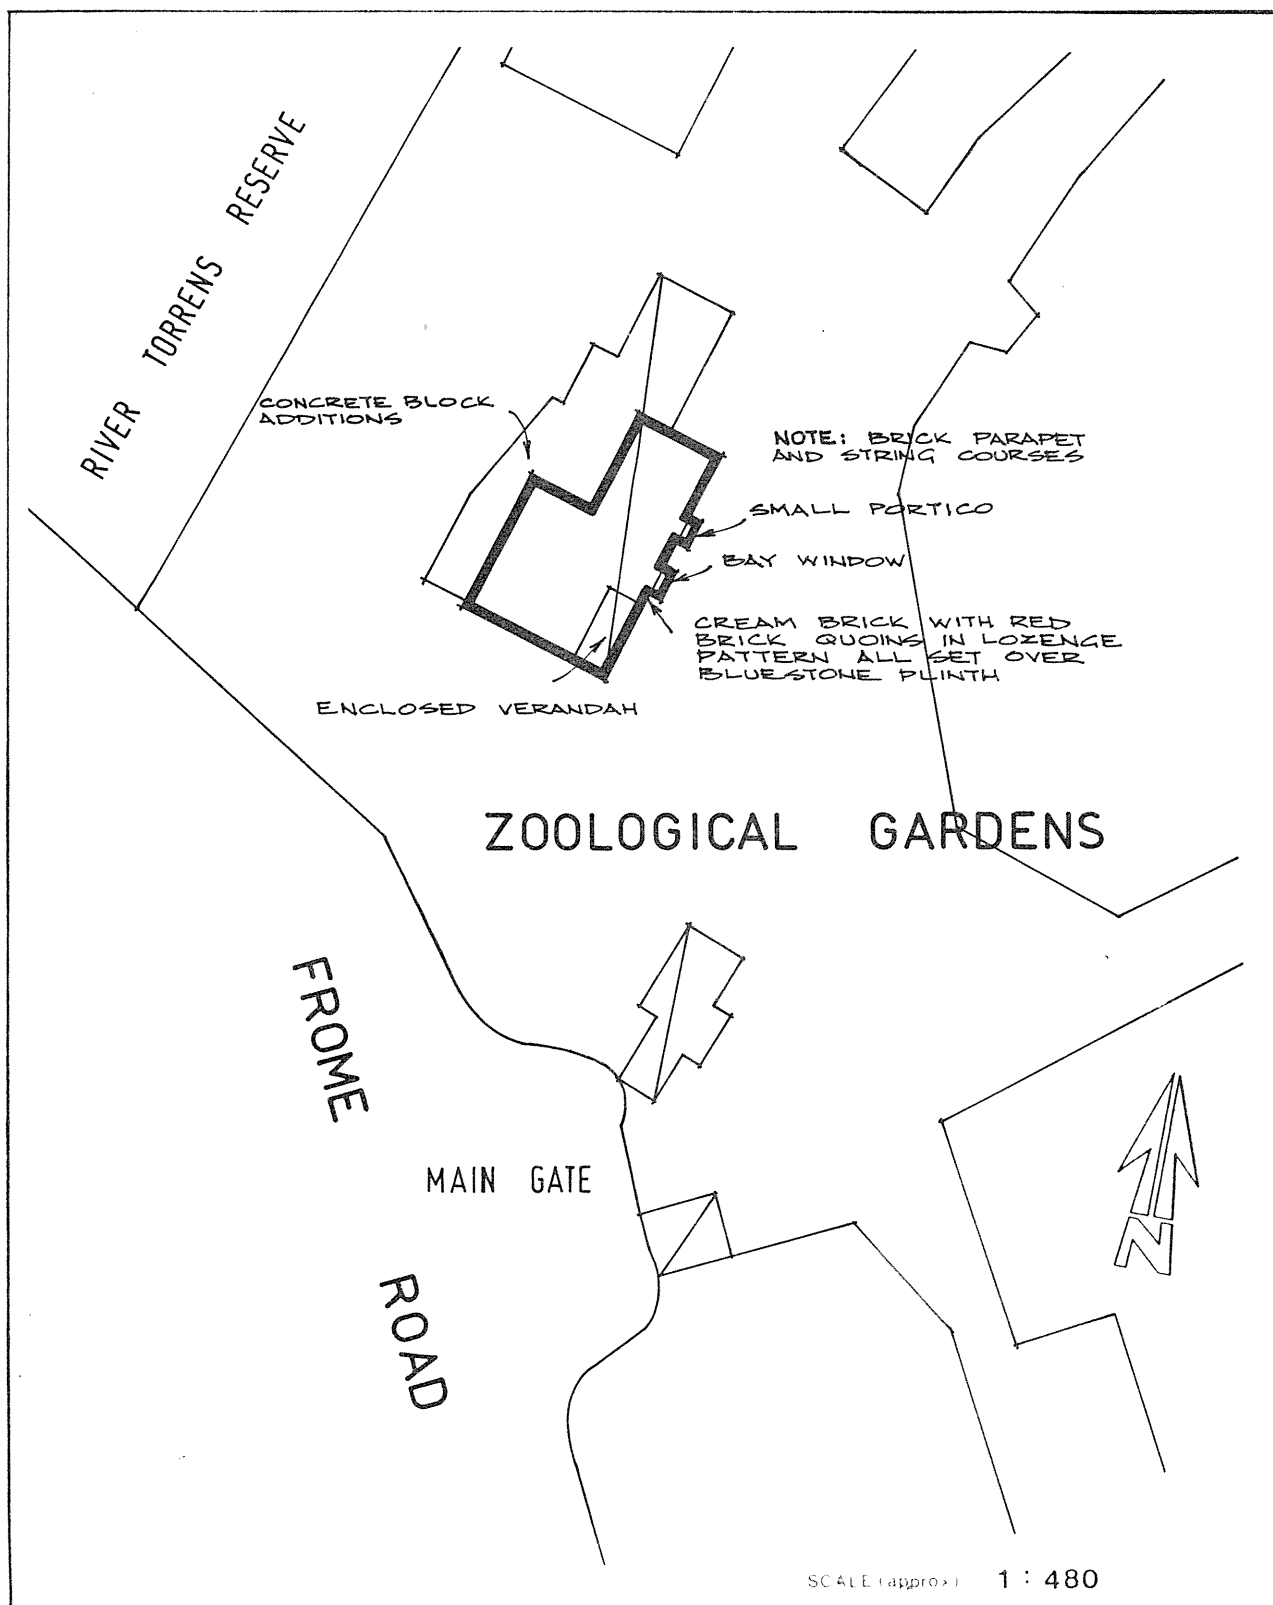 RIVER TORRENS RESERVE
CONCRETE BLOCK
ADDITIONS
NOTE: BRICK PARAPET
AND STRING COURSES
SMALL PORTICO
BAY WINDOW
CREAM BRICK WITH RED
BRICK QUOINS IN LOZENGE
PATTERN ALL SET OVER
BLUESTONE PLINTH
ENCLOSED VERANDAH
ZOOLOGICAL GARDENS
FROME ROAD
MAIN GATE
N
SCALE (approx) 1 : 480